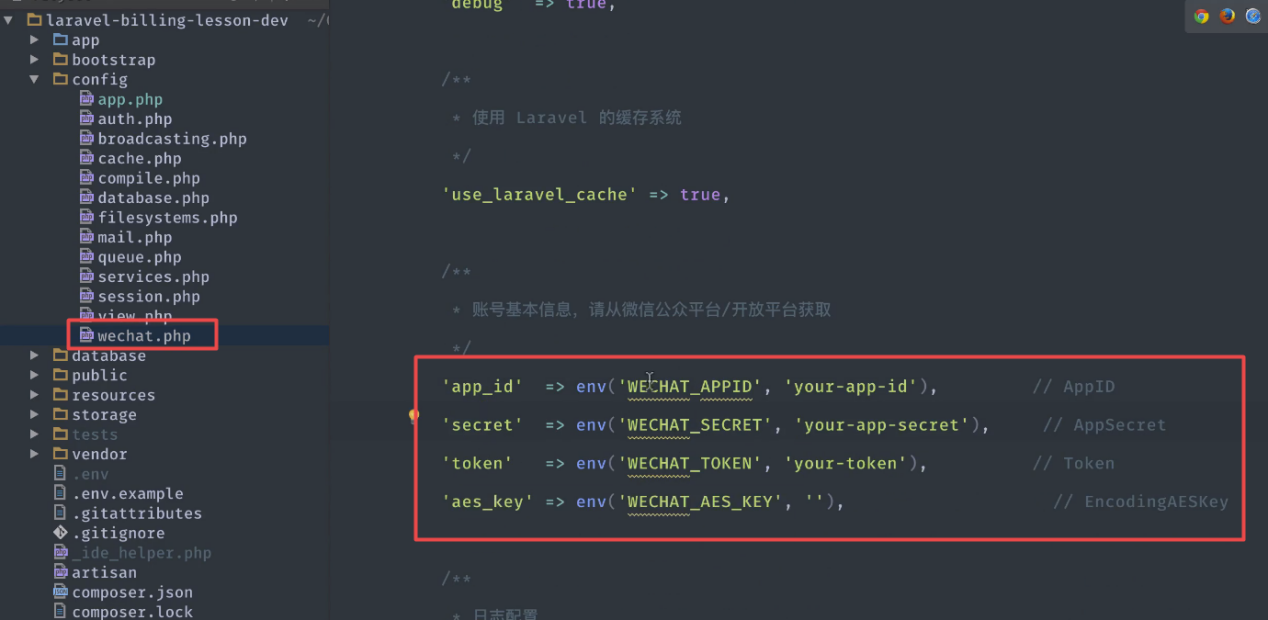 laravel-billing-lesson-dev
app
bootstrap
config
app.php
auth.php
broadcasting.php
cache.php
compile.php
database.php
filesystems.php
mail.php
queue.php
services.php
session.php
view.php
wechat.php
database
public
resources
storage
tests
vendor
.env
.env.example
.gitattributes
.gitignore
_ide_helper.php
artisan
composer.json
composer.lock
'debug' => true,
/**
* 使用 Laravel 的缓存系统
*/
'use_laravel_cache' => true,
/**
* 账号基本信息，请从微信公众平台/开放平台获取
*/
'app_id' => env('WECHAT_APPID', 'your-app-id'), // AppID
'secret' => env('WECHAT_SECRET', 'your-app-secret'), // AppSecret
'token' => env('WECHAT_TOKEN', 'your-token'), // Token
'aes_key' => env('WECHAT_AES_KEY', ''), // EncodingAESKey
/**
* 日志配置